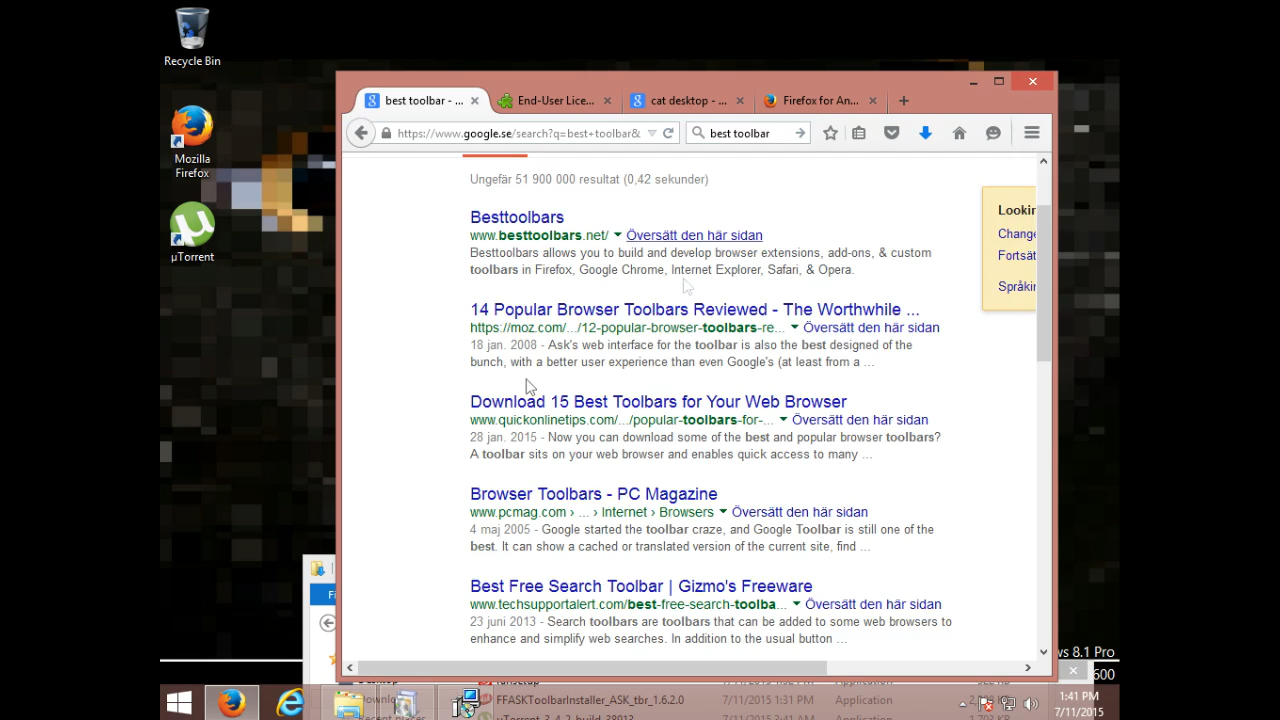 Recycle Bin
Mozilla
Firefox
µTorrent
best toolbar - ...
End-User Lice...
cat desktop - ...
Firefox for An...
https://www.google.se/search?q=best+toolbar&
best toolbar
Ungefär 51 900 000 resultat (0,42 sekunder)
Besttoolbars
www.besttoolbars.net/ Översätt den här sidan
Besttoolbars allows you to build and develop browser extensions, add-ons, & custom
toolbars in Firefox, Google Chrome, Internet Explorer, Safari, & Opera.
14 Popular Browser Toolbars Reviewed - The Worthwhile ...
https://moz.com/.../12-popular-browser-toolbars-re... Översätt den här sidan
18 jan. 2008 - Ask's web interface for the toolbar is also the best designed of the
bunch, with a better user experience than even Google's (at least from a ...
Download 15 Best Toolbars for Your Web Browser
www.quickonlinetips.com/.../popular-toolbars-for-... Översätt den här sidan
28 jan. 2015 - Now you can download some of the best and popular browser toolbars?
A toolbar sits on your web browser and enables quick access to many ...
Browser Toolbars - PC Magazine
www.pcmag.com › ... › Internet › Browsers Översätt den här sidan
4 maj 2005 - Google started the toolbar craze, and Google Toolbar is still one of the
best. It can show a cached or translated version of the current site, find ...
Best Free Search Toolbar | Gizmo's Freeware
www.techsupportalert.com/best-free-search-toolba... Översätt den här sidan
23 juni 2013 - Search toolbars are toolbars that can be added to some web browsers to
enhance and simplify web searches. In addition to the usual button ...
Lookin
Change
Fortsät
Språkin
Fi
ws 8.1 Pro
600
Downlo
FFASKToolbarInstaller_ASK_tbr_1.6.2.0
7/11/2015 1:31 PM
Application
1:41 PM
7/11/2015